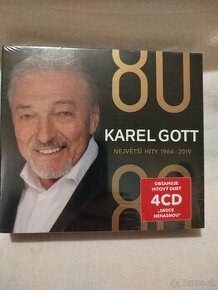 80
KAREL GOTT
NEJVĚTŠÍ HITY 1964–2019
80
OBSAHUJE
HITOVÝ DUET
4CD
„SRDCE
NEHASNOU"